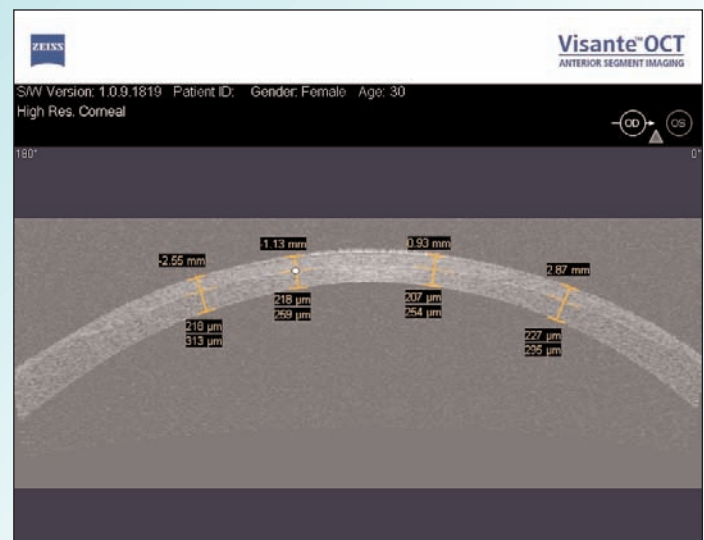 ZEISS
Visante™ OCT
ANTERIOR SEGMENT IMAGING
S/W Version: 1.0.9.1819 Patient ID: Gender: Female Age: 30
High Res. Corneal
OD OS
180° 0°
-1.13 mm 0.93 mm
-2.55 mm 2.87 mm
218 µm 207 µm
259 µm 254 µm
218 µm 227 µm
313 µm 295 µm